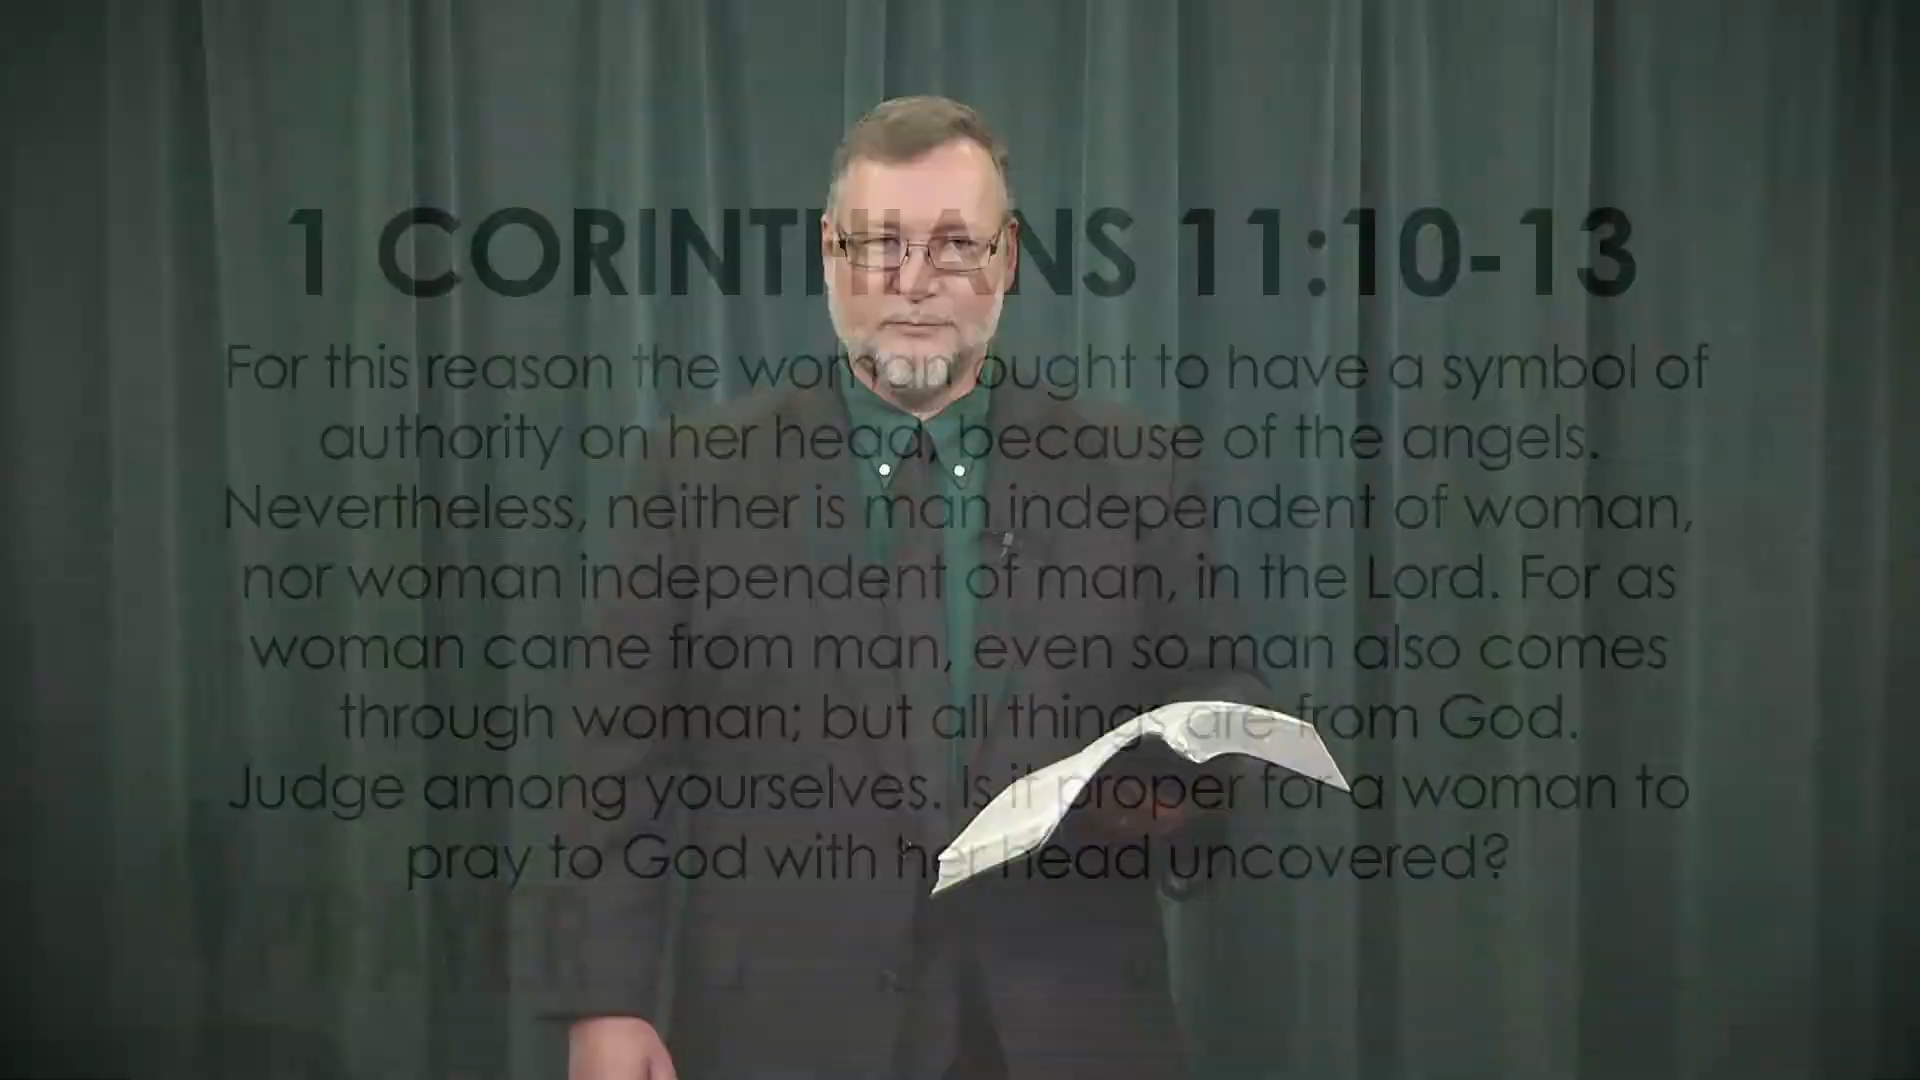 1 CORINTHIANS 11:10-13
For this reason the woman ought to have a symbol of
authority on her head, because of the angels.
Nevertheless, neither is man independent of woman,
nor woman independent of man, in the Lord. For as
woman came from man, even so man also comes
through woman; but all things are from God.
Judge among yourselves. Is it proper for a woman to
pray to God with her head uncovered?